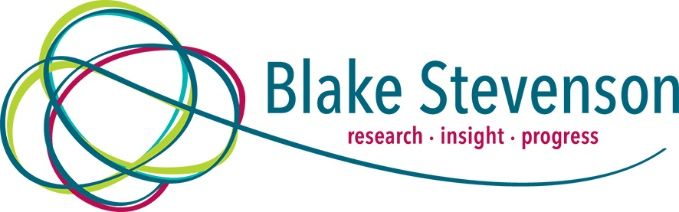 Blake Stevenson
research · insight · progress